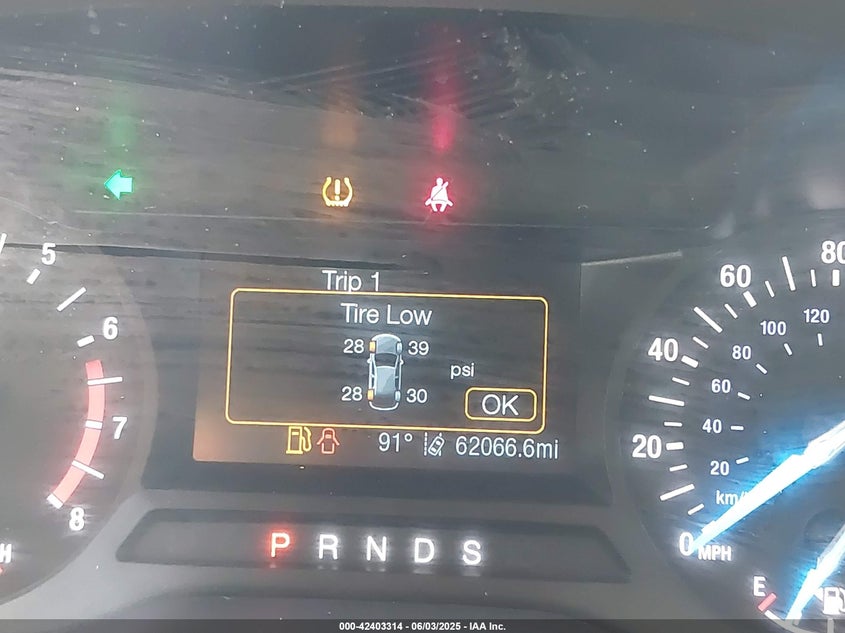 5
6
7
8
H
Trip 1
Tire Low
28 39
psi
28 30
OK
91° 62066.6mi
P R N D S
80
60
40
20
0
MPH
120
100
80
60
40
20
km/
E
000-42403314 - 06/03/2025 - IAA Inc.